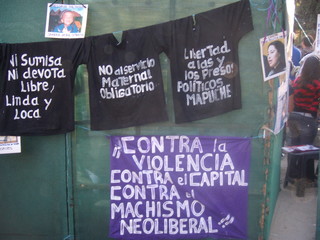 Ni Sumisa
Ni devota
Libre,
Linda y
Loca
NO al servicio
Maternal
Obligatorio
Libertad
a las y
los Presos
Políticos
MAPUCHE
"CONTRA la
VIOLENCIA
CONTRA el CAPITAL
CONTRA el
MACHISMO
NEOLIBERAL"